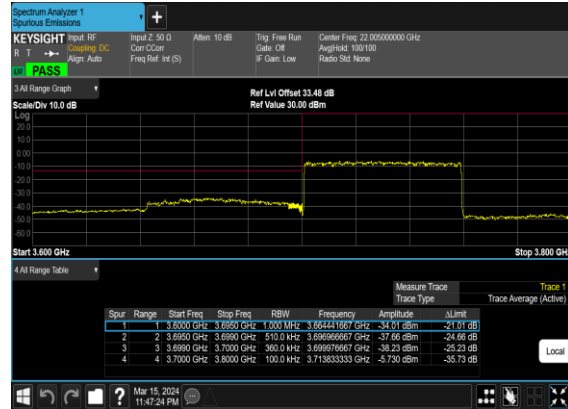 Spectrum Analyzer 1
Spurious Emissions
KEYSIGHT Input: RF Input Z: 50 Ω Atten: 10 dB Trig: Free Run Center Freq: 22.005000000 GHz
R T Coupling: DC Corr CCorr Gate: Off Avg|Hold: 100/100
Align: Auto Freq Ref: Int (S) IF Gain: Low Radio Std: None
PASS
3 All Range Graph Ref Lvl Offset 33.48 dB
Scale/Div 10.0 dB Ref Value 30.00 dBm
Log
20.0
10.0
0.00
-10.0
-20.0
-30.0
-40.0
-50.0
-60.0
Start 3.600 GHz Stop 3.800 GHz
4 All Range Table
Measure Trace Trace 1
Trace Type Trace Average (Active)
Spur Range Start Freq Stop Freq RBW Frequency Amplitude ΔLimit
1 1 3.6000 GHz 3.6950 GHz 1.000 MHz 3.664441667 GHz -34.01 dBm -21.01 dB
2 2 3.6950 GHz 3.6990 GHz 510.0 kHz 3.696966667 GHz -37.66 dBm -24.66 dB
3 3 3.6990 GHz 3.7000 GHz 360.0 kHz 3.699976667 GHz -38.23 dBm -25.23 dB
4 4 3.7000 GHz 3.8000 GHz 100.0 kHz 3.713833333 GHz -5.730 dBm -35.73 dB
Local
?
Mar 15, 2024
11:47:24 PM